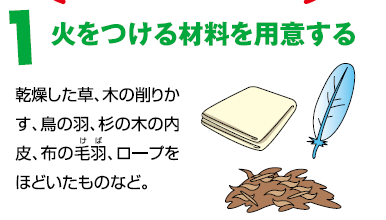 1 火をつける材料を用意する
乾燥した草、木の削りか
す、鳥の羽、杉の木の内
皮、布の毛羽、ロープを
けば
ほどいたものなど。